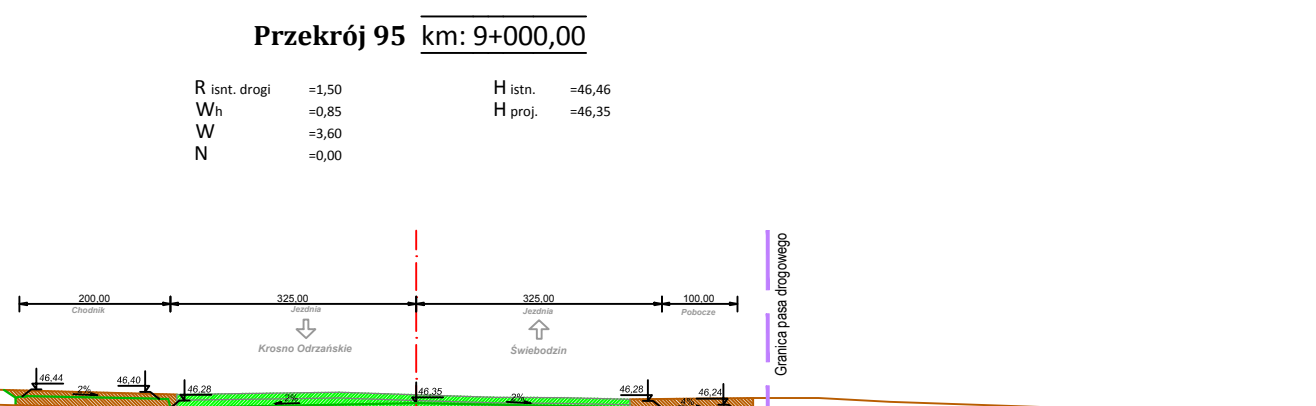 Przekrój 95 km: 9+000,00
R isnt. drogi =1,50
Wh =0,85
W =3,60
N =0,00
H istn. =46,46
H proj. =46,35
Granica pasa drogowego
200,00 325,00 325,00 100,00
Chodnik Jezdnia Jezdnia Pobocze
Krosno Odrzańskie Świebodzin
46,44 46,40 46,28 46,35 46,28 46,24
2% 2% 2% 4%